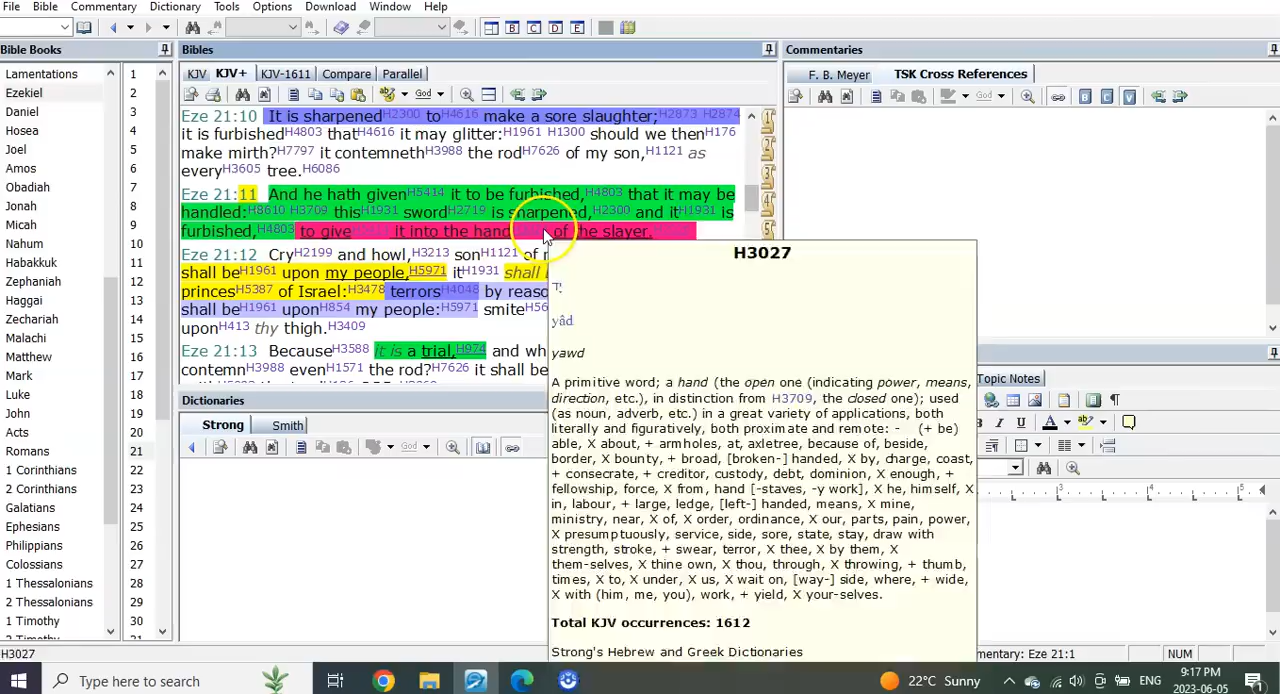 File Bible Commentary Dictionary Tools Options Download Window Help
Bible Books
Bibles
Commentaries
Lamentations
Ezekiel
Daniel
Hosea
Joel
Amos
Obadiah
Jonah
Micah
Nahum
Habakkuk
Zephaniah
Haggai
Zechariah
Malachi
Matthew
Mark
Luke
John
Acts
Romans
1 Corinthians
2 Corinthians
Galatians
Ephesians
Philippians
Colossians
1 Thessalonians
2 Thessalonians
1 Timothy
2 Timothy
1
2
3
4
5
6
7
8
9
10
11
12
13
14
15
16
17
18
19
20
21
22
23
24
25
26
27
28
29
30
31
KJV KJV+ KJV-1611 Compare Parallel
God
Eze 21:10 It is sharpened H2300 to H4616 make a sore slaughter; H2873 H2874
it is furbished H4803 that H4616 it may glitter: H1961 H1300 should we then H176
make mirth? H7797 it contemneth H3988 the rod H7626 of my son, H1121 as
every H3605 tree. H6086
Eze 21:11 And he hath given H5414 it to be furbished, H4803 that it may be
handled: H8610 H3709 this H1931 sword H2719 is sharpened, H2300 and it H1931 is
furbished, H4803 to give it into the hand of the slayer.
Eze 21:12 Cry H2199 and howl, H3213 son H1121 of
shall be H1961 upon my people, H5971 it H1931 shall
princes H5387 of Israel: H3478 terrors H4048 by reaso
shall be H1961 upon H854 my people: H5971 smite
upon H413 thy thigh. H3409
Eze 21:13 Because H3588 it is a trial, H974 and wh
contemn H3988 even H1571 the rod? H7626 it shall be
F. B. Meyer TSK Cross References
God
B C V
H3027
יד
yâd
yawd
A primitive word; a hand (the open one (indicating power, means,
direction, etc.), in distinction from H3709, the closed one); used
(as noun, adverb, etc.) in a great variety of applications, both
literally and figuratively, both proximate and remote: - (+ be)
able, X about, + armholes, at, axletree, because of, beside,
border, X bounty, + broad, [broken-] handed, X by, charge, coast,
+ consecrate, + creditor, custody, debt, dominion, X enough, +
fellowship, force, X from, hand [-staves, -y work], X he, himself, X
in, labour, + large, ledge, [left-] handed, means, X mine,
ministry, near, X of, X order, ordinance, X our, parts, pain, power,
X presumptuously, service, side, sore, state, stay, draw with
strength, stroke, + swear, terror, X thee, X by them, X
them-selves, X thine own, X thou, through, X throwing, + thumb,
times, X to, X under, X us, X wait on, [way-] side, where, + wide,
X with (him, me, you), work, + yield, X your-selves.
Total KJV occurrences: 1612
Strong's Hebrew and Greek Dictionaries
Dictionaries
Strong Smith
God
Topic Notes
3 4 5
H3027
mentary: Eze 21:1
NUM
Type here to search
22°C Sunny
ENG
9:17 PM
2023-06-05